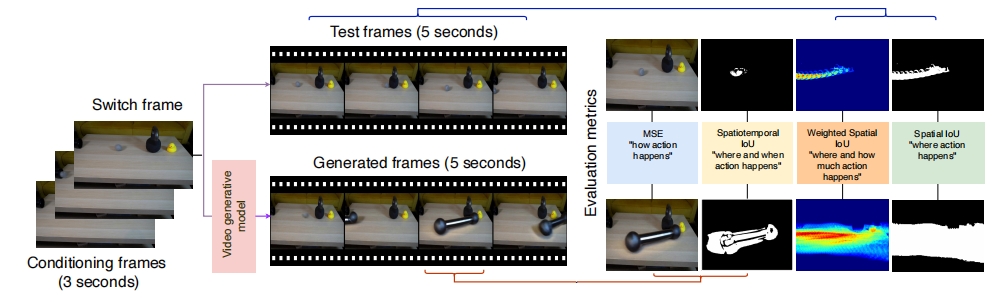 Test frames (5 seconds)
Switch frame
Conditioning frames
(3 seconds)
Video generative
model
Generated frames (5 seconds)
Evaluation metrics
MSE
"how action
happens"
Spatiotemporal
IoU
"where and when
action happens"
Weighted Spatial
IoU
"where and how
much action
happens"
Spatial IoU
"where action
happens"